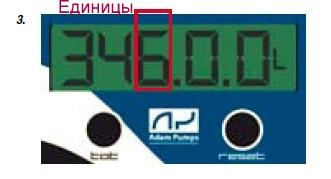 Единицы
3.
346.0.0L
Adam Pumps
tot
reset